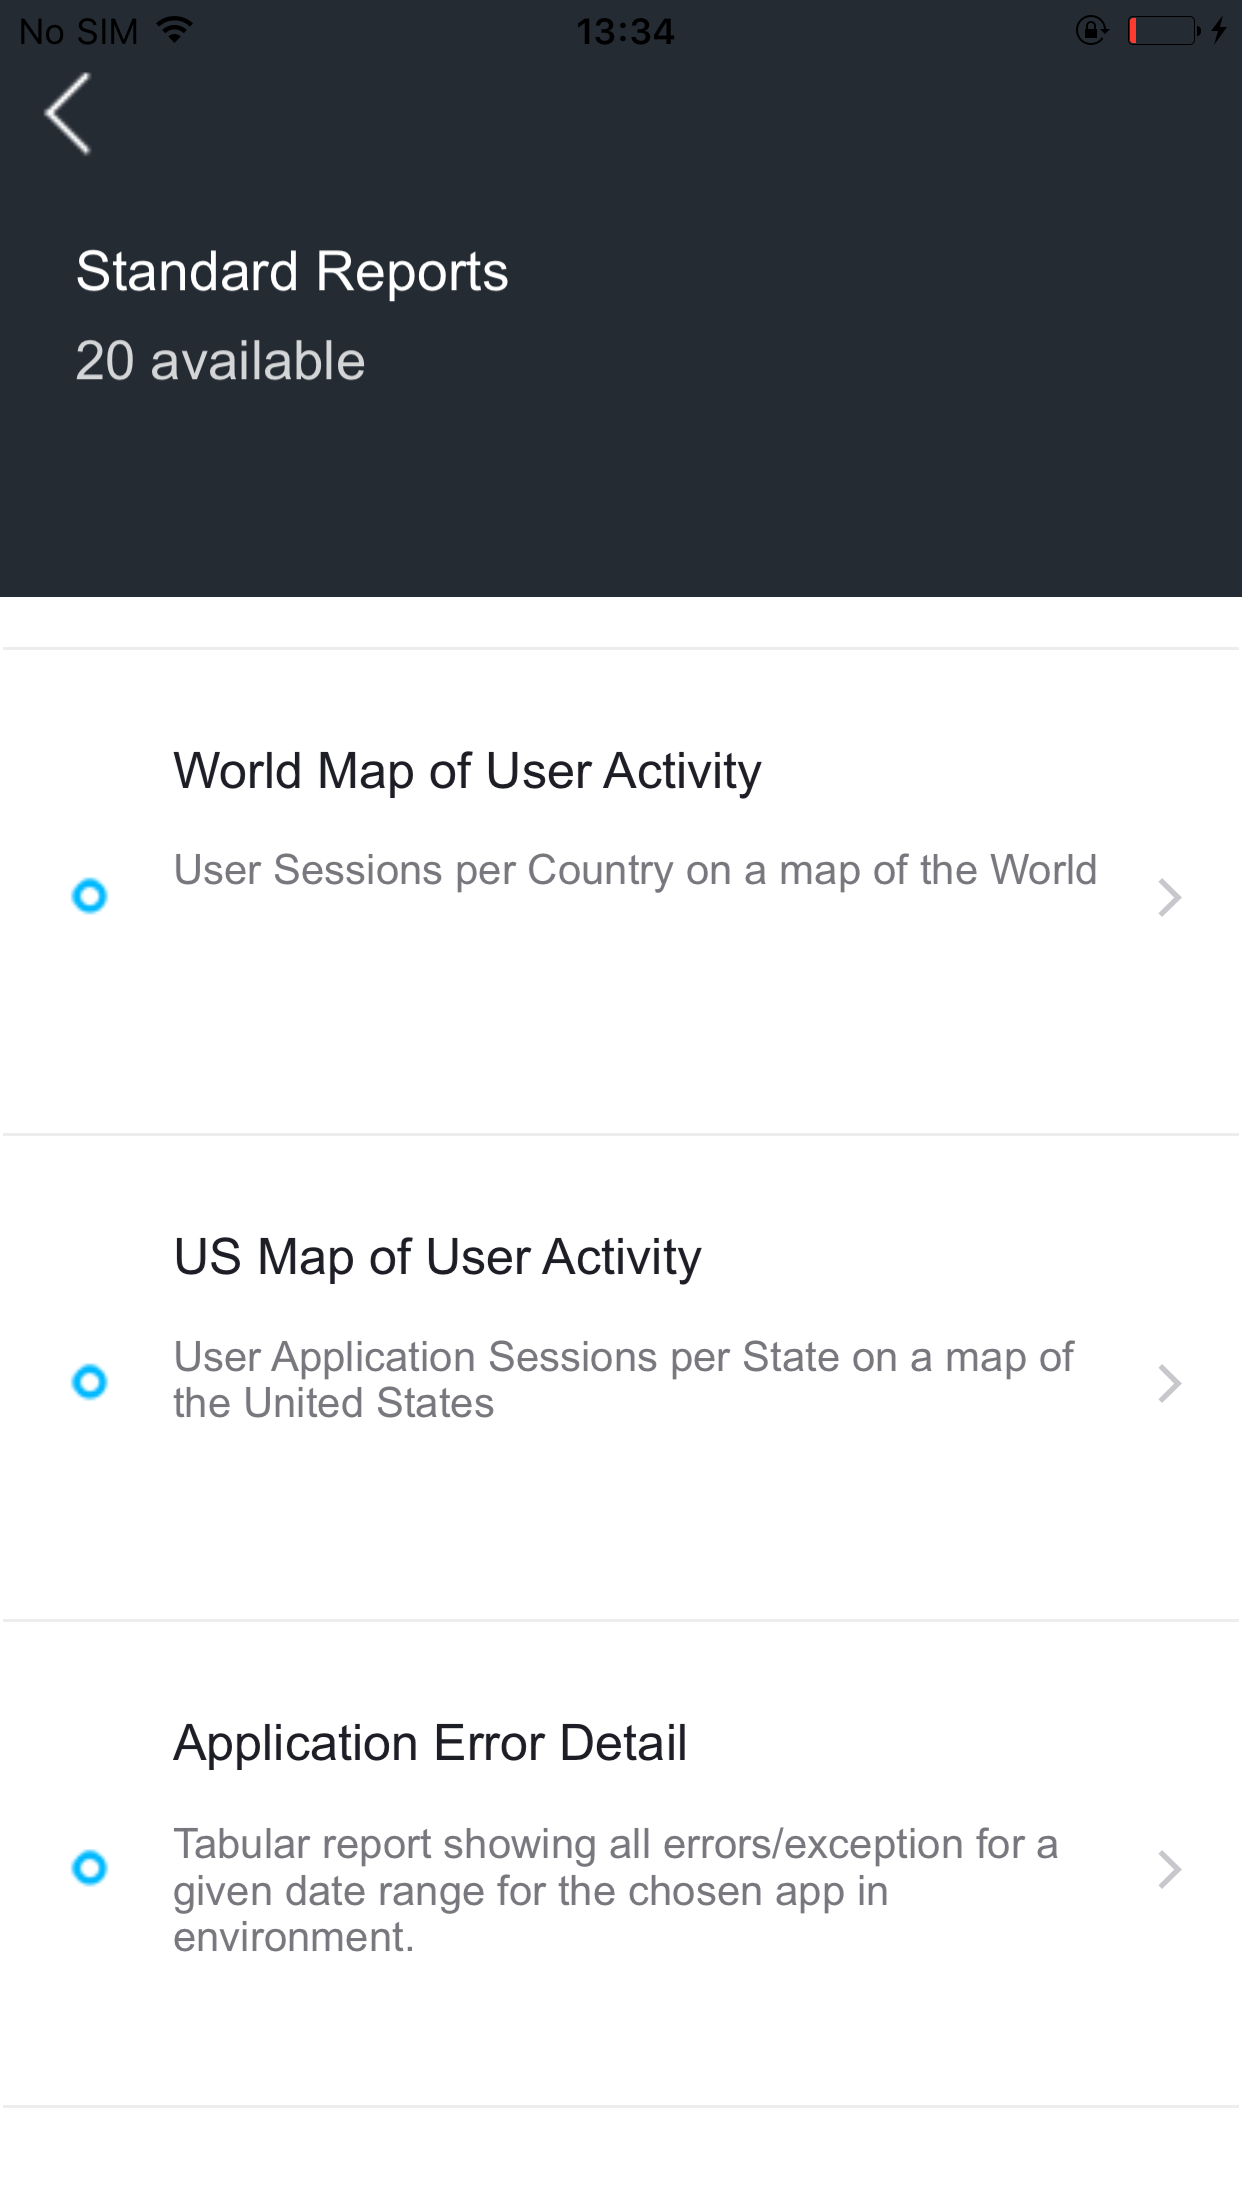 No SIM 13:34
Standard Reports
20 available
World Map of User Activity
User Sessions per Country on a map of the World
US Map of User Activity
User Application Sessions per State on a map of
the United States
Application Error Detail
Tabular report showing all errors/exception for a
given date range for the chosen app in
environment.